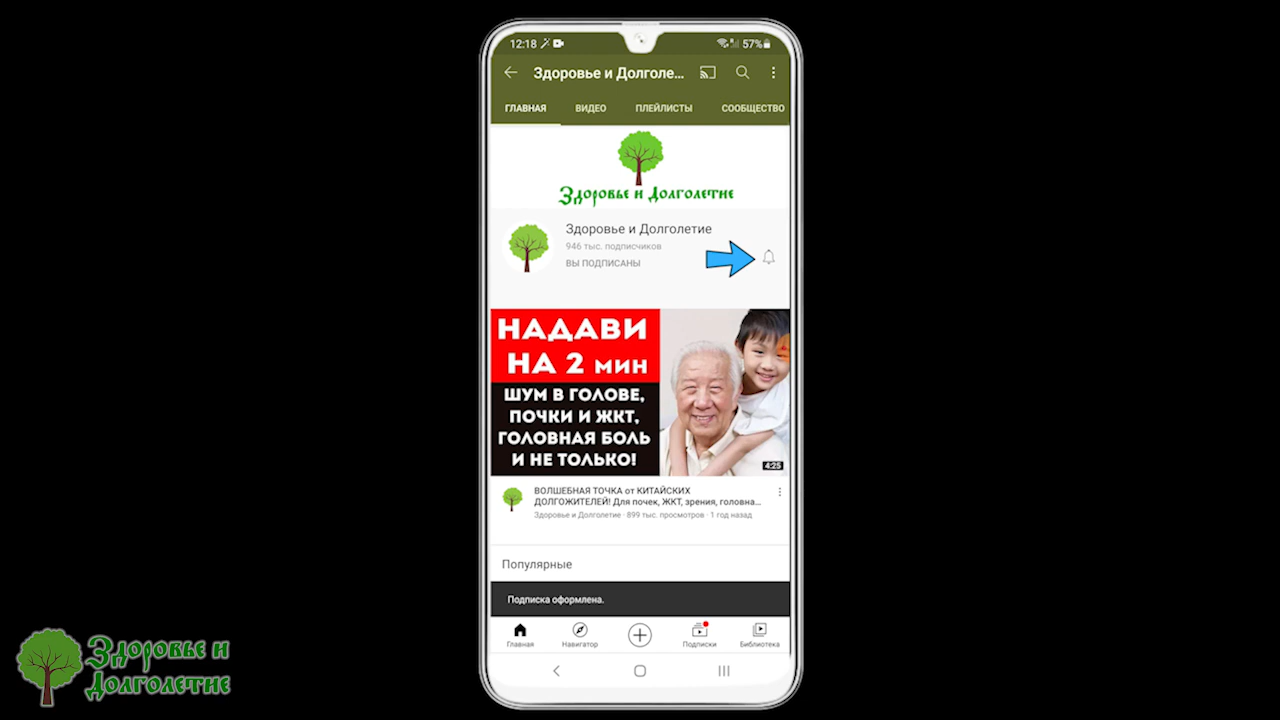 12:18
57%
Здоровье и Долголе...
ГЛАВНАЯ
ВИДЕО
ПЛЕЙЛИСТЫ
СООБЩЕСТВО
Здоровье и Долголетие
Здоровье и Долголетие
946 тыс. подписчиков
ВЫ ПОДПИСАНЫ
НАДАВИ
НА 2 МИН
ШУМ В ГОЛОВЕ,
ПОЧКИ И ЖКТ,
ГОЛОВНАЯ БОЛЬ
И НЕ ТОЛЬКО!
4:25
ВОЛШЕБНАЯ ТОЧКА от КИТАЙСКИХ
ДОЛГОЖИТЕЛЕЙ! Для почек, ЖКТ, зрения, головна...
Здоровье и Долголетие · 899 тыс. просмотров · 1 год назад
Популярные
Подписка оформлена.
Главная
Навигатор
Подписки
Библиотека
Здоровье и
Долголетие